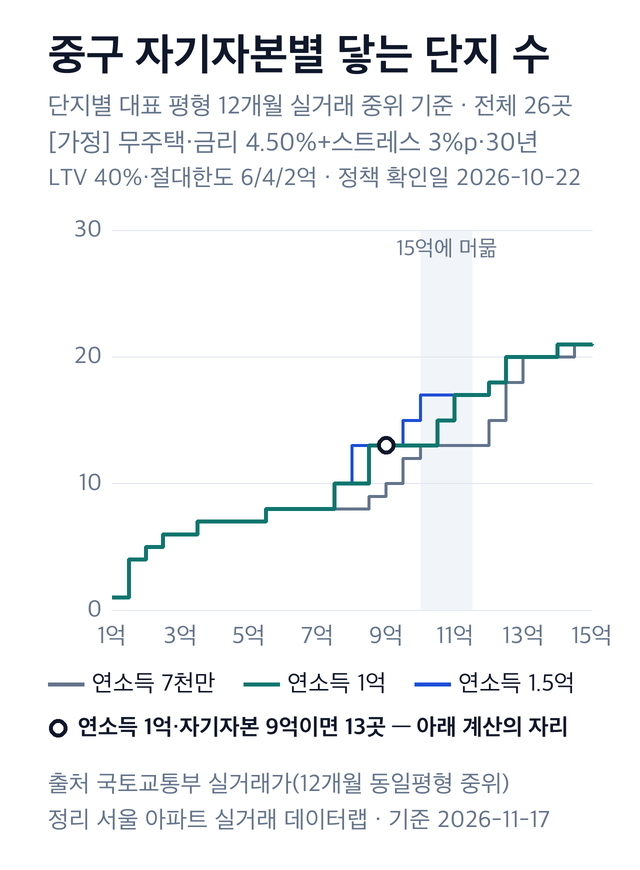 중구 자기자본별 닿는 단지 수
단지별 대표 평형 12개월 실거래 중위 기준 · 전체 26곳
[가정] 무주택·금리 4.50%+스트레스 3%p·30년
LTV 40%·절대한도 6/4/2억 · 정책 확인일 2026-10-22
30
15억에 머묾
20
10
0
1억 3억 5억 7억 9억 11억 13억 15억
연소득 7천만 연소득 1억 연소득 1.5억
연소득 1억·자기자본 9억이면 13곳 — 아래 계산의 자리
출처 국토교통부 실거래가(12개월 동일평형 중위)
정리 서울 아파트 실거래 데이터랩 · 기준 2026-11-17